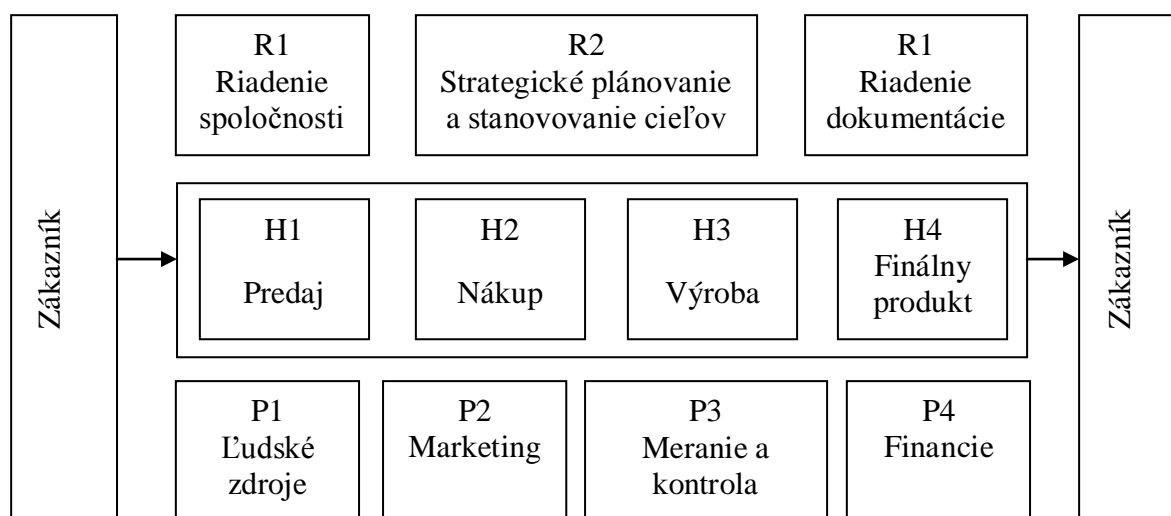 Zákazník
R1
Riadenie
spoločnosti
R2
Strategické plánovanie
a stanovovanie cieľov
R1
Riadenie
dokumentácie
H1
Predaj
H2
Nákup
H3
Výroba
H4
Finálny
produkt
P1
Ľudské
zdroje
P2
Marketing
P3
Meranie a
kontrola
P4
Financie
Zákazník